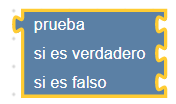 prueba
si es verdadero
si es falso